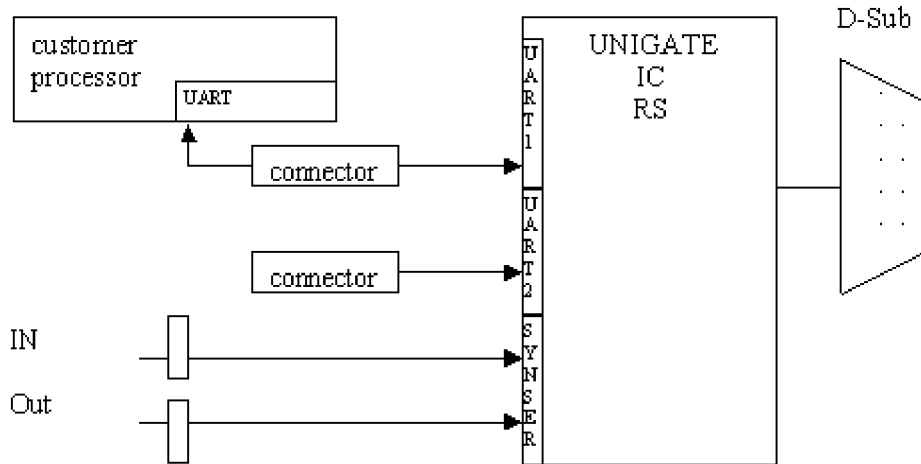 customer
processor
UART
connector
connector
IN
Out
UART1
UART2
SYNSER
UNIGATE
IC
RS
D-Sub